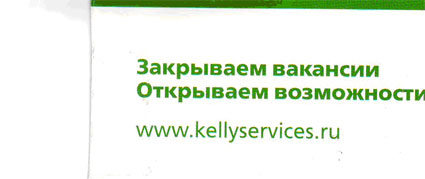 Закрываем вакансии
Открываем возможности
www.kellyservices.ru